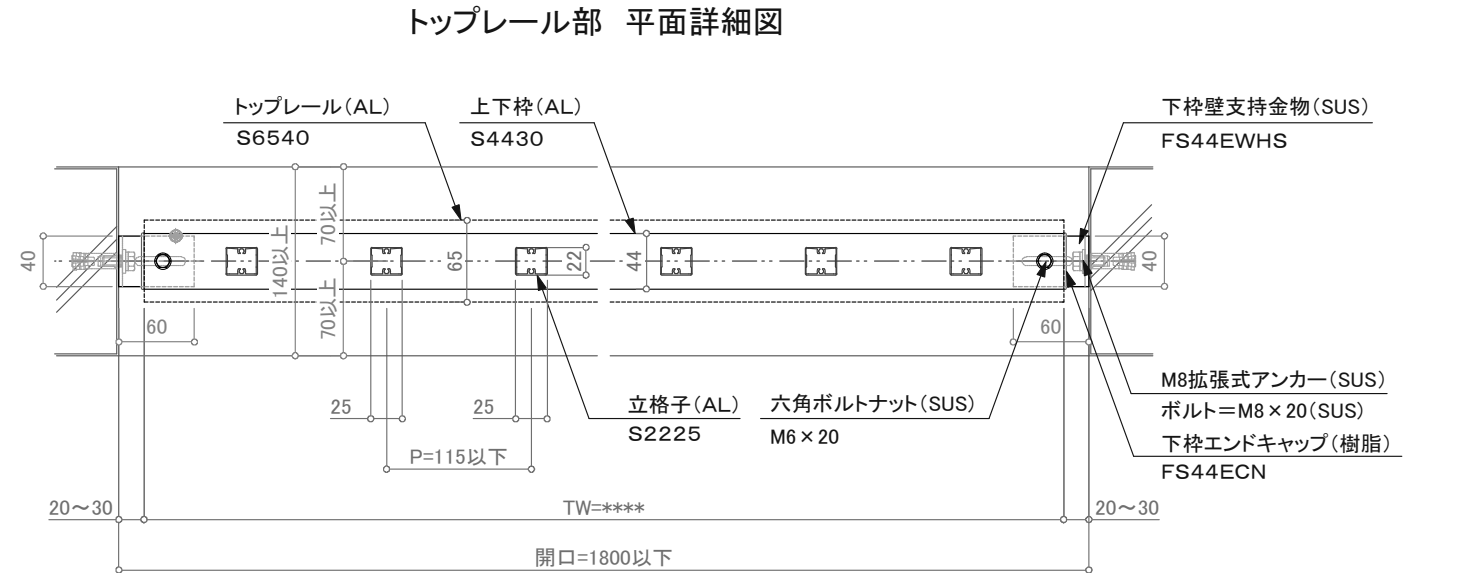 トップレール部 平面詳細図
トップレール（AL）
S6540
上下枠（AL）
S4430
下枠壁支持金物（SUS）
FS44EWHS
40
60
140以上
70以上
70以上
65
22
44
60
40
25
25
立格子（AL）
S2225
六角ボルトナット（SUS）
M6×20
M8拡張式アンカー（SUS）
ボルト＝M8×20（SUS）
下枠エンドキャップ（樹脂）
FS44ECN
P=115以下
20～30
TW=****
20～30
開口=1800以下